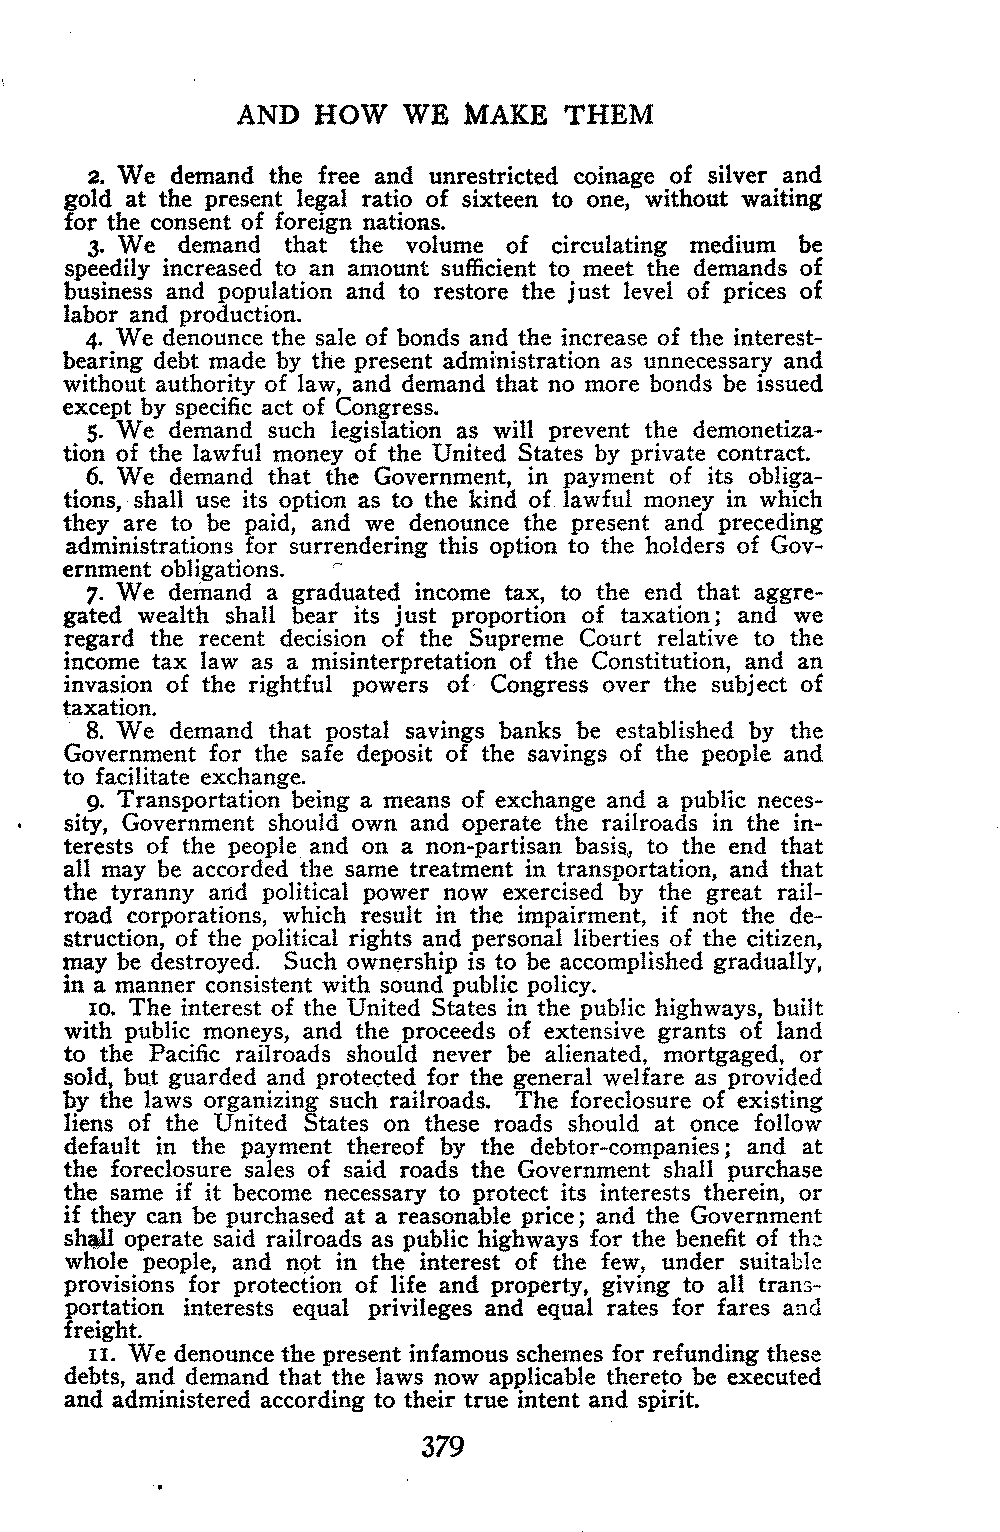 AND HOW WE MAKE THEM
2. We demand the free and unrestricted coinage of silver and
gold at the present legal ratio of sixteen to one, without waiting
for the consent of foreign nations.
3. We demand that the volume of circulating medium be
speedily increased to an amount sufficient to meet the demands of
business and population and to restore the just level of prices of
labor and production.
4. We denounce the sale of bonds and the increase of the interest-
bearing debt made by the present administration as unnecessary and
without authority of law, and demand that no more bonds be issued
except by specific act of Congress.
5. We demand such legislation as will prevent the demonetiza-
tion of the lawful money of the United States by private contract.
6. We demand that the Government, in payment of its obliga-
tions, shall use its option as to the kind of lawful money in which
they are to be paid, and we denounce the present and preceding
administrations for surrendering this option to the holders of Gov-
ernment obligations.
7. We demand a graduated income tax, to the end that aggre-
gated wealth shall bear its just proportion of taxation; and we
regard the recent decision of the Supreme Court relative to the
income tax law as a misinterpretation of the Constitution, and an
invasion of the rightful powers of Congress over the subject of
taxation.
8. We demand that postal savings banks be established by the
Government for the safe deposit of the savings of the people and
to facilitate exchange.
9. Transportation being a means of exchange and a public neces-
sity, Government should own and operate the railroads in the in-
terests of the people and on a non-partisan basis, to the end that
all may be accorded the same treatment in transportation, and that
the tyranny and political power now exercised by the great rail-
road corporations, which result in the impairment, if not the de-
struction, of the political rights and personal liberties of the citizen,
may be destroyed. Such ownership is to be accomplished gradually,
in a manner consistent with sound public policy.
10. The interest of the United States in the public highways, built
with public moneys, and the proceeds of extensive grants of land
to the Pacific railroads should never be alienated, mortgaged, or
sold, but guarded and protected for the general welfare as provided
by the laws organizing such railroads. The foreclosure of existing
liens of the United States on these roads should at once follow
default in the payment thereof by the debtor-companies; and at
the foreclosure sales of said roads the Government shall purchase
the same if it become necessary to protect its interests therein, or
if they can be purchased at a reasonable price; and the Government
shall operate said railroads as public highways for the benefit of the
whole people, and not in the interest of the few, under suitable
provisions for protection of life and property, giving to all trans-
portation interests equal privileges and equal rates for fares and
freight.
11. We denounce the present infamous schemes for refunding these
debts, and demand that the laws now applicable thereto be executed
and administered according to their true intent and spirit.
379